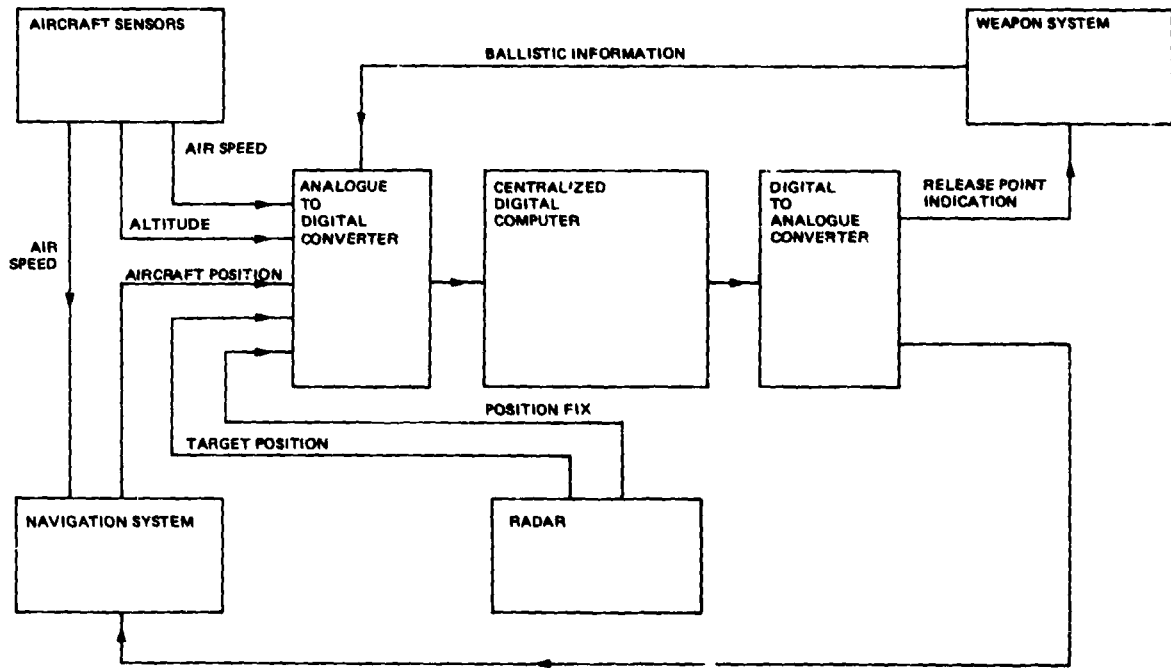 AIRCRAFT SENSORS
WEAPON SYSTEM
BALLISTIC INFORMATION
AIR SPEED
ANALOGUE
TO
DIGITAL
CONVERTER
CENTRALIZED
DIGITAL
COMPUTER
DIGITAL
TO
ANALOGUE
CONVERTER
RELEASE POINT
INDICATION
ALTITUDE
AIR
SPEED
AIRCRAFT POSITION
POSITION FIX
TARGET POSITION
NAVIGATION SYSTEM
RADAR